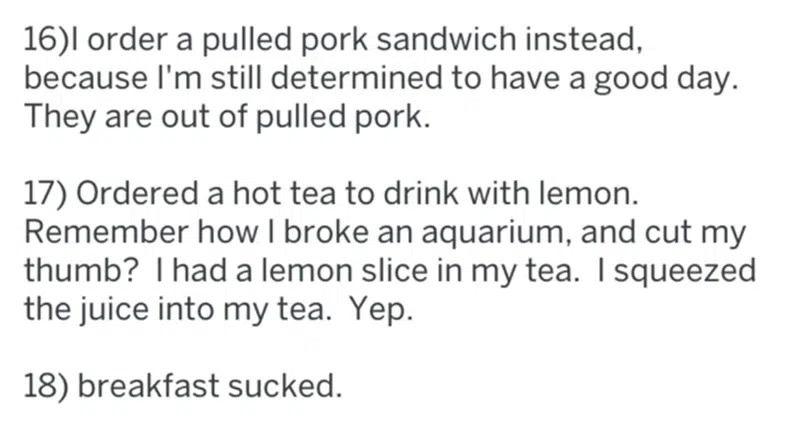 16)I order a pulled pork sandwich instead,
because I'm still determined to have a good day.
They are out of pulled pork.
17) Ordered a hot tea to drink with lemon.
Remember how I broke an aquarium, and cut my
thumb?  I had a lemon slice in my tea.  I squeezed
the juice into my tea.  Yep.
18) breakfast sucked.